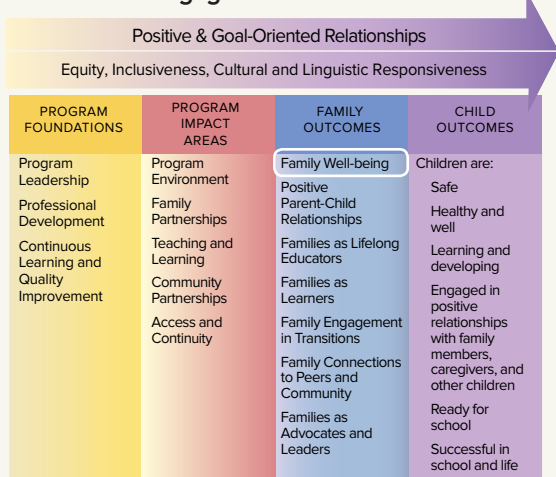 Positive & Goal-Oriented Relationships
Equity, Inclusiveness, Cultural and Linguistic Responsiveness
PROGRAM
FOUNDATIONS
Program
Leadership
Professional
Development
Continuous
Learning and
Quality
Improvement
PROGRAM
IMPACT
AREAS
Program
Environment
Family
Partnerships
Teaching and
Learning
Community
Partnerships
Access and
Continuity
FAMILY
OUTCOMES
Family Well-being
Positive
Parent-Child
Relationships
Families as Lifelong
Educators
Families as
Learners
Family Engagement
in Transitions
Family Connections
to Peers and
Community
Families as
Advocates and
Leaders
CHILD
OUTCOMES
Children are:
Safe
Healthy and
well
Learning and
developing
Engaged in
positive
relationships
with family
members,
caregivers, and
other children
Ready for
school
Successful in
school and life